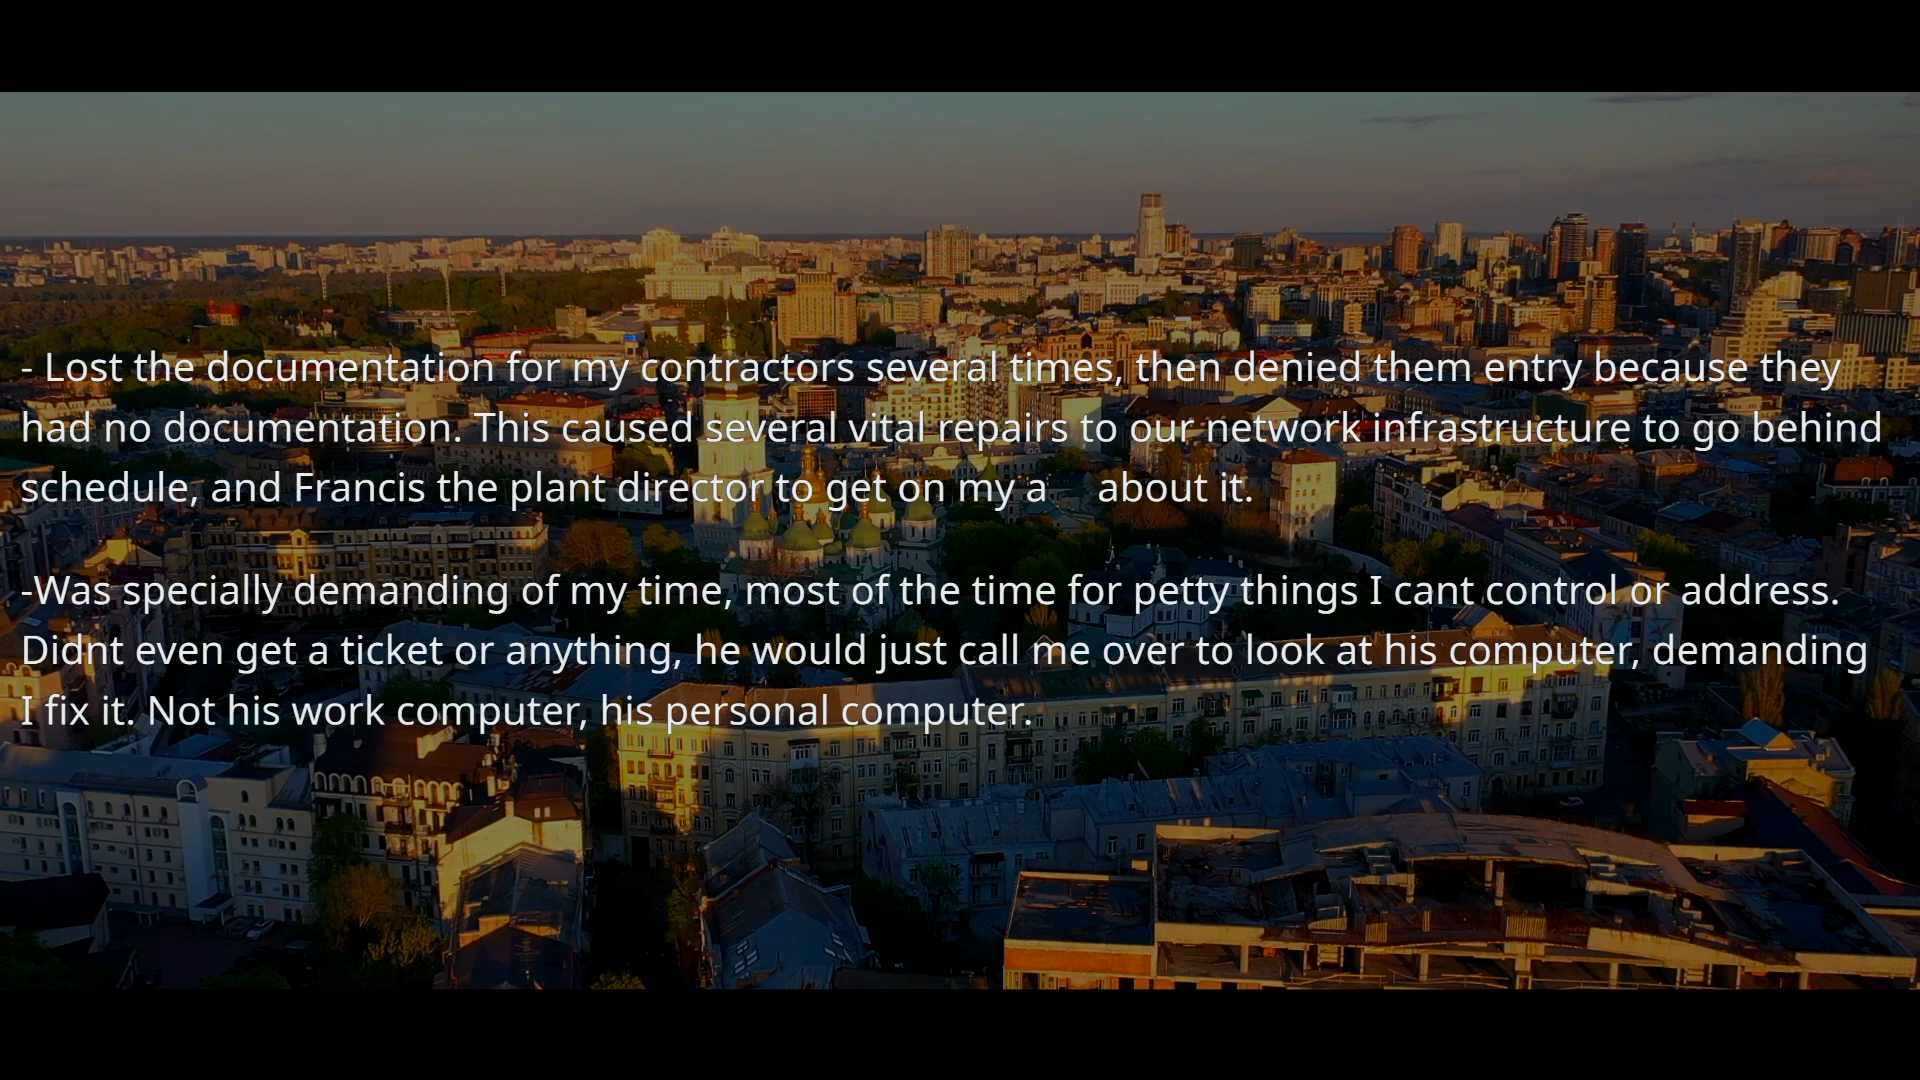 - Lost the documentation for my contractors several times, then denied them entry because they
had no documentation. This caused several vital repairs to our network infrastructure to go behind
schedule, and Francis the plant director to get on my a    about it.
-Was specially demanding of my time, most of the time for petty things I cant control or address.
Didnt even get a ticket or anything, he would just call me over to look at his computer, demanding
I fix it. Not his work computer, his personal computer.